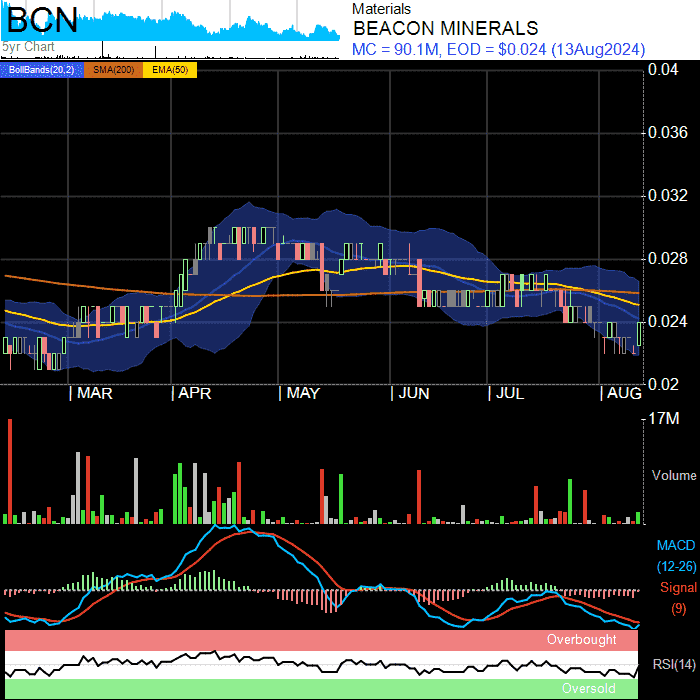 BCN
5yr Chart
Materials
BEACON MINERALS
MC = 90.1M, EOD = $0.024 (13Aug2024)
BollBands(20,2) SMA(200) EMA(50)
0.04
0.036
0.032
0.028
0.024
0.02
MAR APR MAY JUN JUL AUG
17M
Volume
MACD
(12-26)
Signal
(9)
Overbought
RSI(14)
Oversold